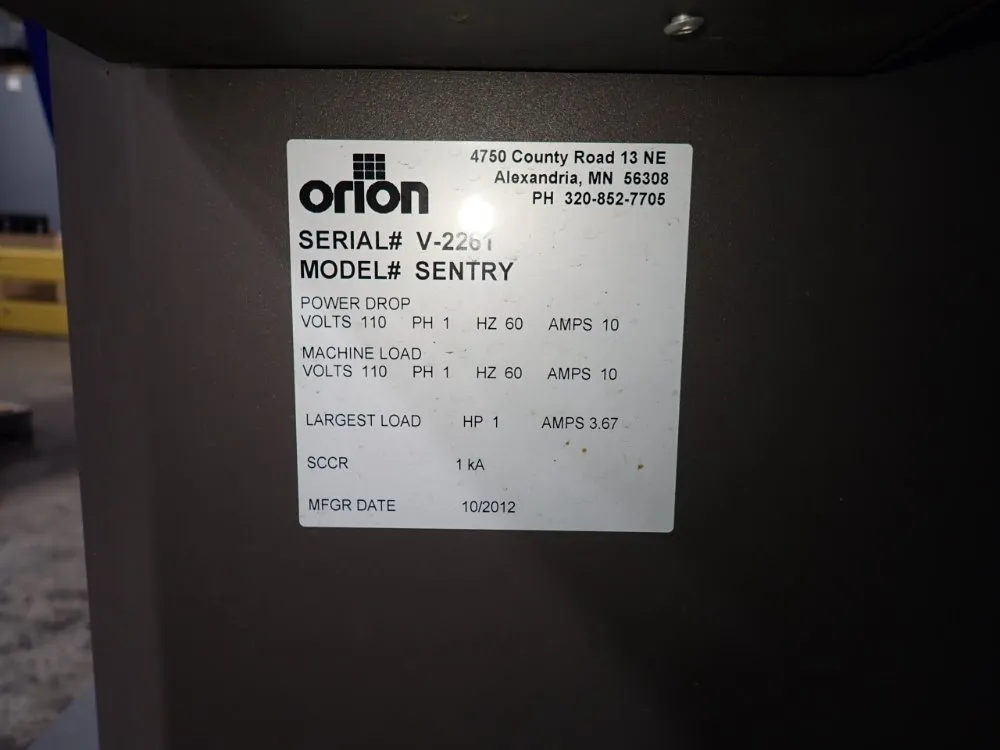 orion
4750 County Road 13 NE
Alexandria, MN 56308
PH 320-852-7705
SERIAL# V-2261
MODEL# SENTRY
POWER DROP
VOLTS 110 PH 1 HZ 60 AMPS 10
MACHINE LOAD
VOLTS 110 PH 1 HZ 60 AMPS 10
LARGEST LOAD HP 1 AMPS 3.67
SCCR 1 kA
MFGR DATE 10/2012